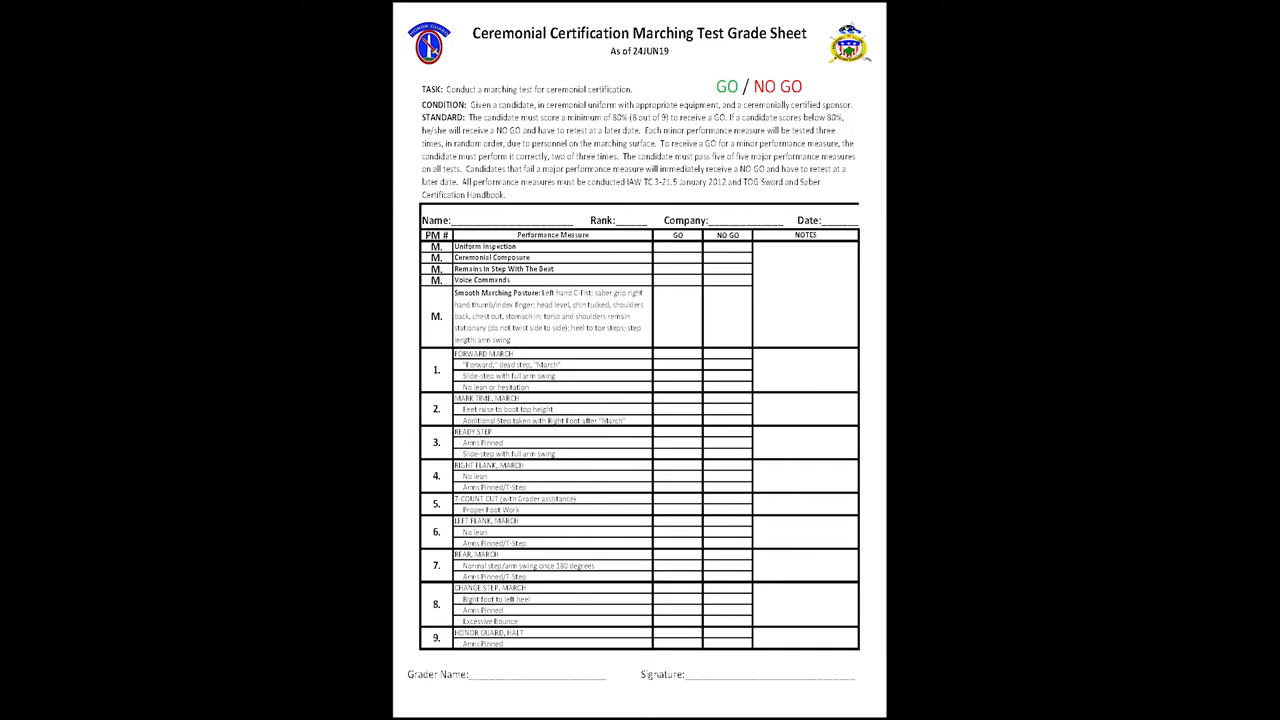 HONOR GUARD
Ceremonial Certification Marching Test Grade Sheet
As of 24JUN19
TASK: Conduct a marching test for ceremonial certification.
GO / NO GO
CONDITION: Given a candidate, in ceremonial uniform with appropriate equipment, and a ceremonially certified sponsor.
STANDARD: The candidate must score a minimum of 80% (8 out of 9) to receive a GO. If a candidate scores below 80%,
he/she will receive a NO GO and have to retest at a later date. Each minor performance measure will be tested three
times, in random order, due to personnel on the marching surface. To receive a GO for a minor performance measure, the
candidate must perform it correctly, two of three times. The candidate must pass five of five major performance measures
on all tests. Candidates that fail a major performance measure will immediately receive a NO GO and have to retest at a
later date. All performance measures must be conducted IAW TC 3-21.5 January 2012 and TOG Sword and Saber
Certification Handbook.
Name:______________________ Rank:______ Company:______________ Date:_______
PM # Performance Measure GO NO GO NOTES
M. Uniform Inspection
M. Ceremonial Composure
M. Remains In Step With The Beat
M. Voice Commands
M. Smooth Marching Posture: Left hand C-Fist; saber grip right
hand thumb/index finger; head level, chin tucked, shoulders
back, chest out, stomach in; torso and shoulders remain
stationary (do not twist side to side); heel to toe steps; step
length; arm swing
1. FORWARD MARCH
"Forward," dead step, "March"
Slide-step with full arm swing
No lean or hesitation
2. MARK TIME, MARCH
Feet raise to boot top height
Additional Step taken with Right Foot after "March"
3. READY STEP
Arms Pinned
Slide-step with full arm swing
4. RIGHT FLANK, MARCH
No lean
Arms Pinned/T-Step
5. 7-COUNT CUT (with Grader assistance)
Proper Foot Work
6. LEFT FLANK, MARCH
No lean
Arms Pinned/T-Step
7. REAR, MARCH
Normal step/arm swing once 180 degrees
Arms Pinned/T-Step
8. CHANGE STEP, MARCH
Right foot to left heel
Arms Pinned
Excessive Bounce
9. HONOR GUARD, HALT
Arms Pinned
Grader Name:________________________ Signature:______________________________